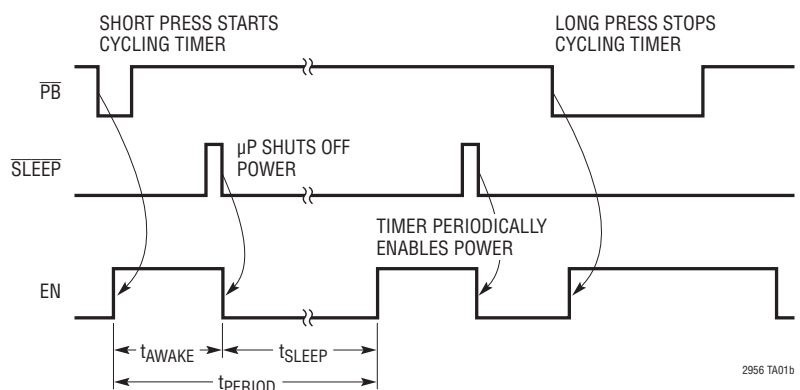 SHORT PRESS STARTS
CYCLING TIMER
LONG PRESS STOPS
CYCLING TIMER
PB
µP SHUTS OFF
POWER
SLEEP
TIMER PERIODICALLY
ENABLES POWER
EN
tAWAKE
tSLEEP
tPERIOD
2956 TA01b